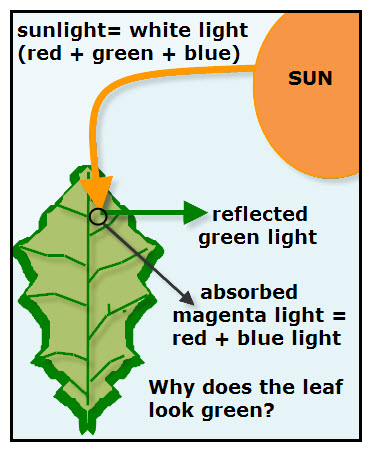 sunlight= white light
(red + green + blue)
SUN
reflected
green light
absorbed
magenta light =
red + blue light
Why does the leaf
look green?